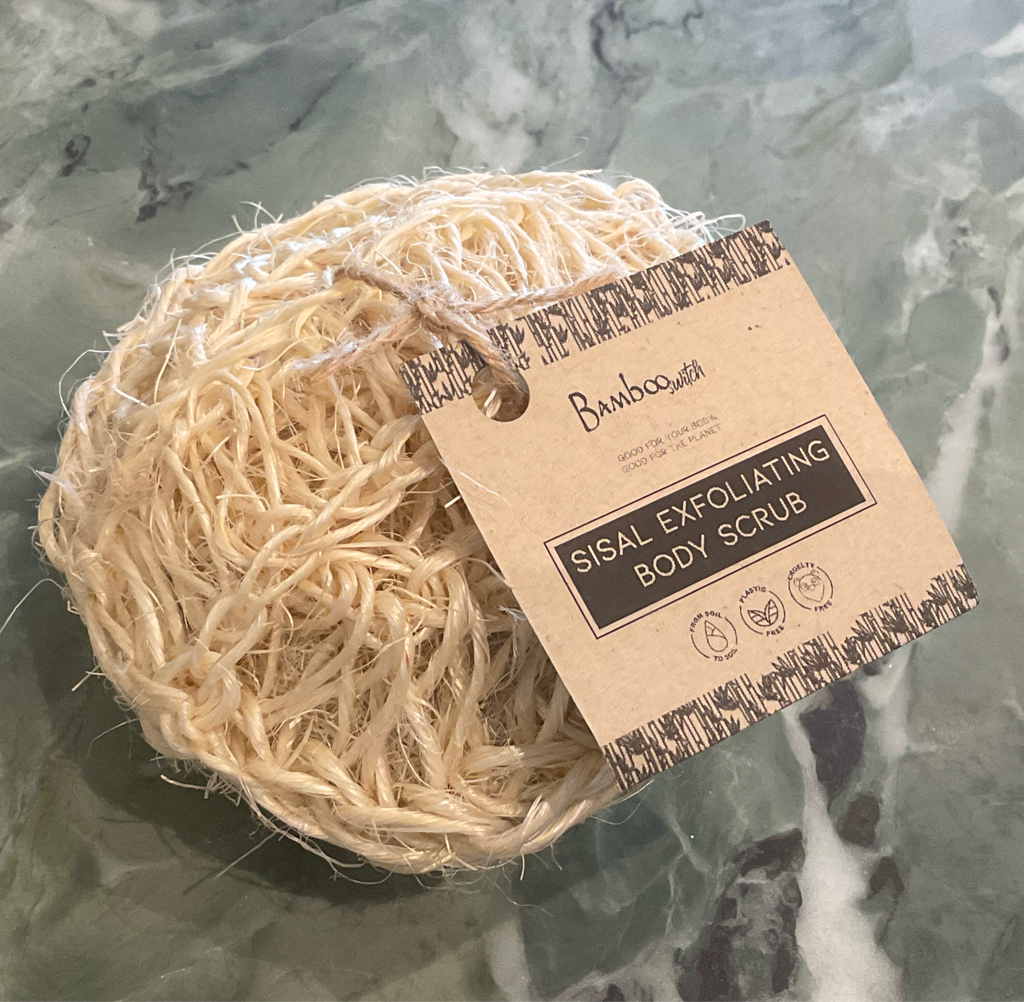 Bamboo switch
GOOD FOR YOUR BODY,
GOOD FOR THE PLANET
SISAL EXFOLIATING
BODY SCRUB
FROM SOIL
TO SOIL
PLASTIC
FREE
CRUELTY
FREE